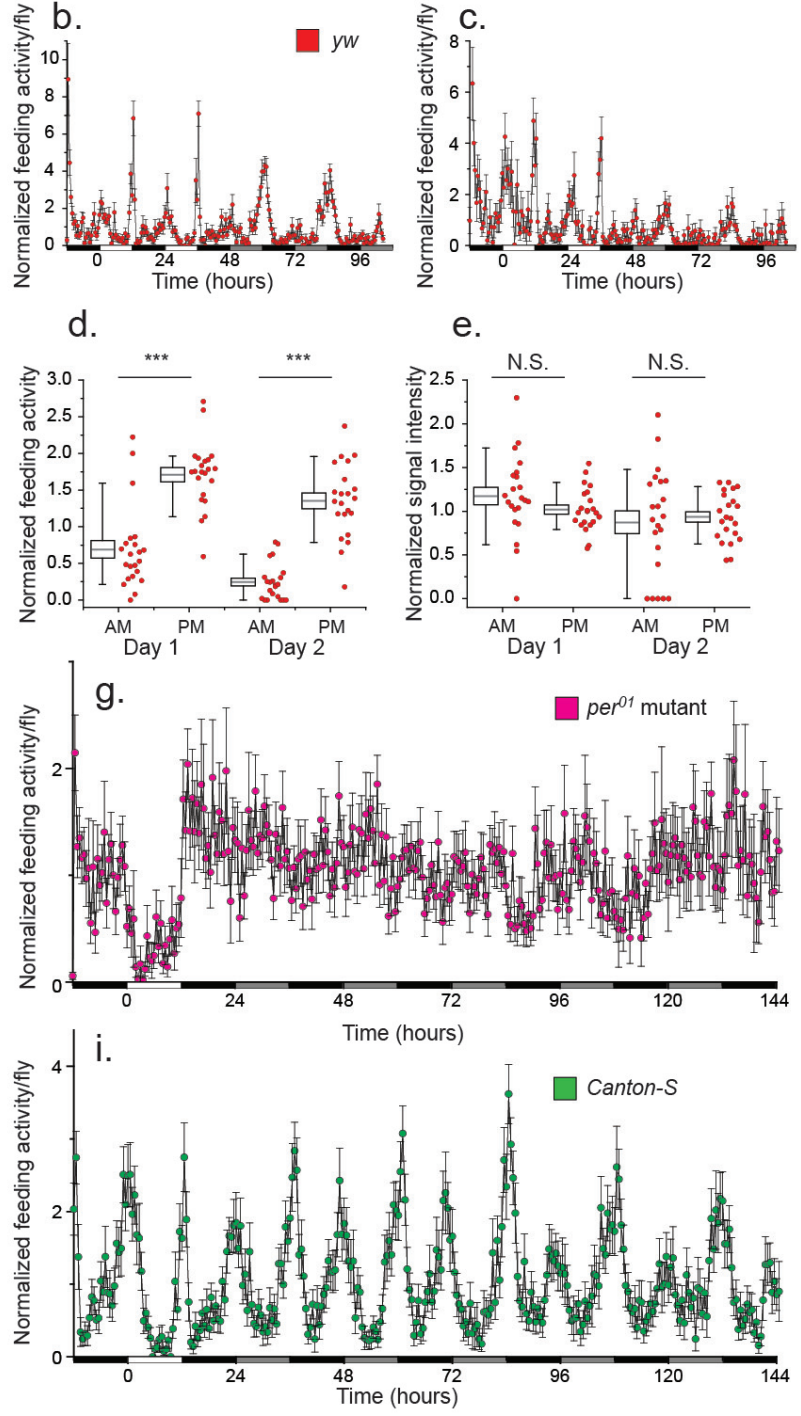 b.
yw
Normalized feeding activity/fly
10
8
6
4
2
0
0 24 48 72 96
Time (hours)
c.
Normalized feeding activity/fly
8
6
4
2
0
0 24 48 72 96
Time (hours)
d.
*** ***
Normalized feeding activity
3.0
2.5
2.0
1.5
1.0
0.5
0.0
AM PM AM PM
Day 1 Day 2
e.
N.S. N.S.
Normalized signal intensity
2.5
2.0
1.5
1.0
0.5
0.0
AM PM AM PM
Day 1 Day 2
g.
per01 mutant
Normalized feeding activity/fly
2
0
0 24 48 72 96 120 144
Time (hours)
i.
Canton-S
Normalized feeding activity/fly
4
2
0
0 24 48 72 96 120 144
Time (hours)